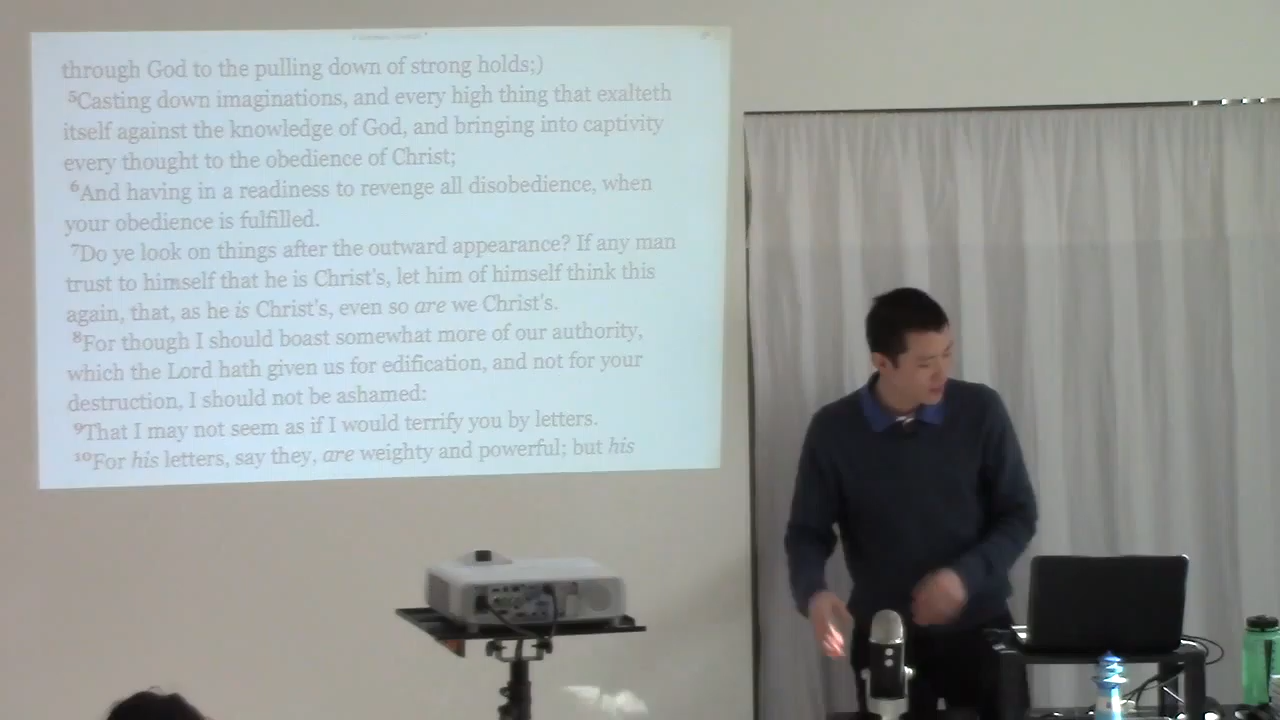 through God to the pulling down of strong holds;)
5Casting down imaginations, and every high thing that exalteth
itself against the knowledge of God, and bringing into captivity
every thought to the obedience of Christ;
6And having in a readiness to revenge all disobedience, when
your obedience is fulfilled.
7Do ye look on things after the outward appearance? If any man
trust to himself that he is Christ's, let him of himself think this
again, that, as he is Christ's, even so are we Christ's.
8For though I should boast somewhat more of our authority,
which the Lord hath given us for edification, and not for your
destruction, I should not be ashamed:
9That I may not seem as if I would terrify you by letters.
10For his letters, say they, are weighty and powerful; but his